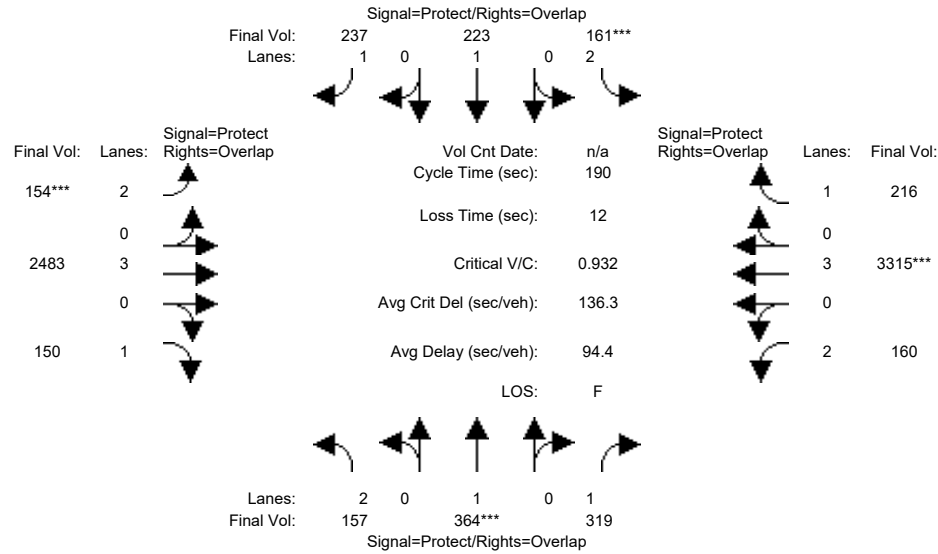 Signal=Protect/Rights=Overlap
Final Vol: 237 223 161***
Lanes: 1 0 1 0 2
Signal=Protect
Final Vol: Lanes: Rights=Overlap
Vol Cnt Date: n/a
Signal=Protect
Rights=Overlap Lanes: Final Vol:
Cycle Time (sec): 190
154*** 2
1 216
Loss Time (sec): 12
0
0
2483 3
Critical V/C: 0.932
3 3315***
0
Avg Crit Del (sec/veh): 136.3
0
150 1
Avg Delay (sec/veh): 94.4
2 160
LOS: F
Lanes: 2 0 1 0 1
Final Vol: 157 364*** 319
Signal=Protect/Rights=Overlap